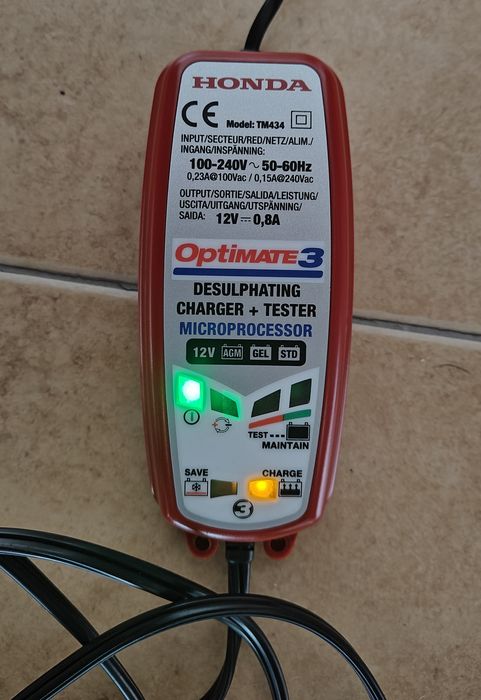 HONDA
CE Model: TM434
INPUT/SECTEUR/RED/NETZ/ALIM./
INGANG/INSPÄNNING:
100-240V ~ 50-60Hz
0,23A@100Vac / 0,15A@240Vac
OUTPUT/SORTIE/SALIDA/LEISTUNG/
USCITA/UITGANG/UTSPÄNNING/
SAIDA: 12V ⎓ 0,8A
OptiMATE3
DESULPHATING
CHARGER + TESTER
MICROPROCESSOR
12V AGM GEL STD
TEST
MAINTAIN
SAVE CHARGE
3